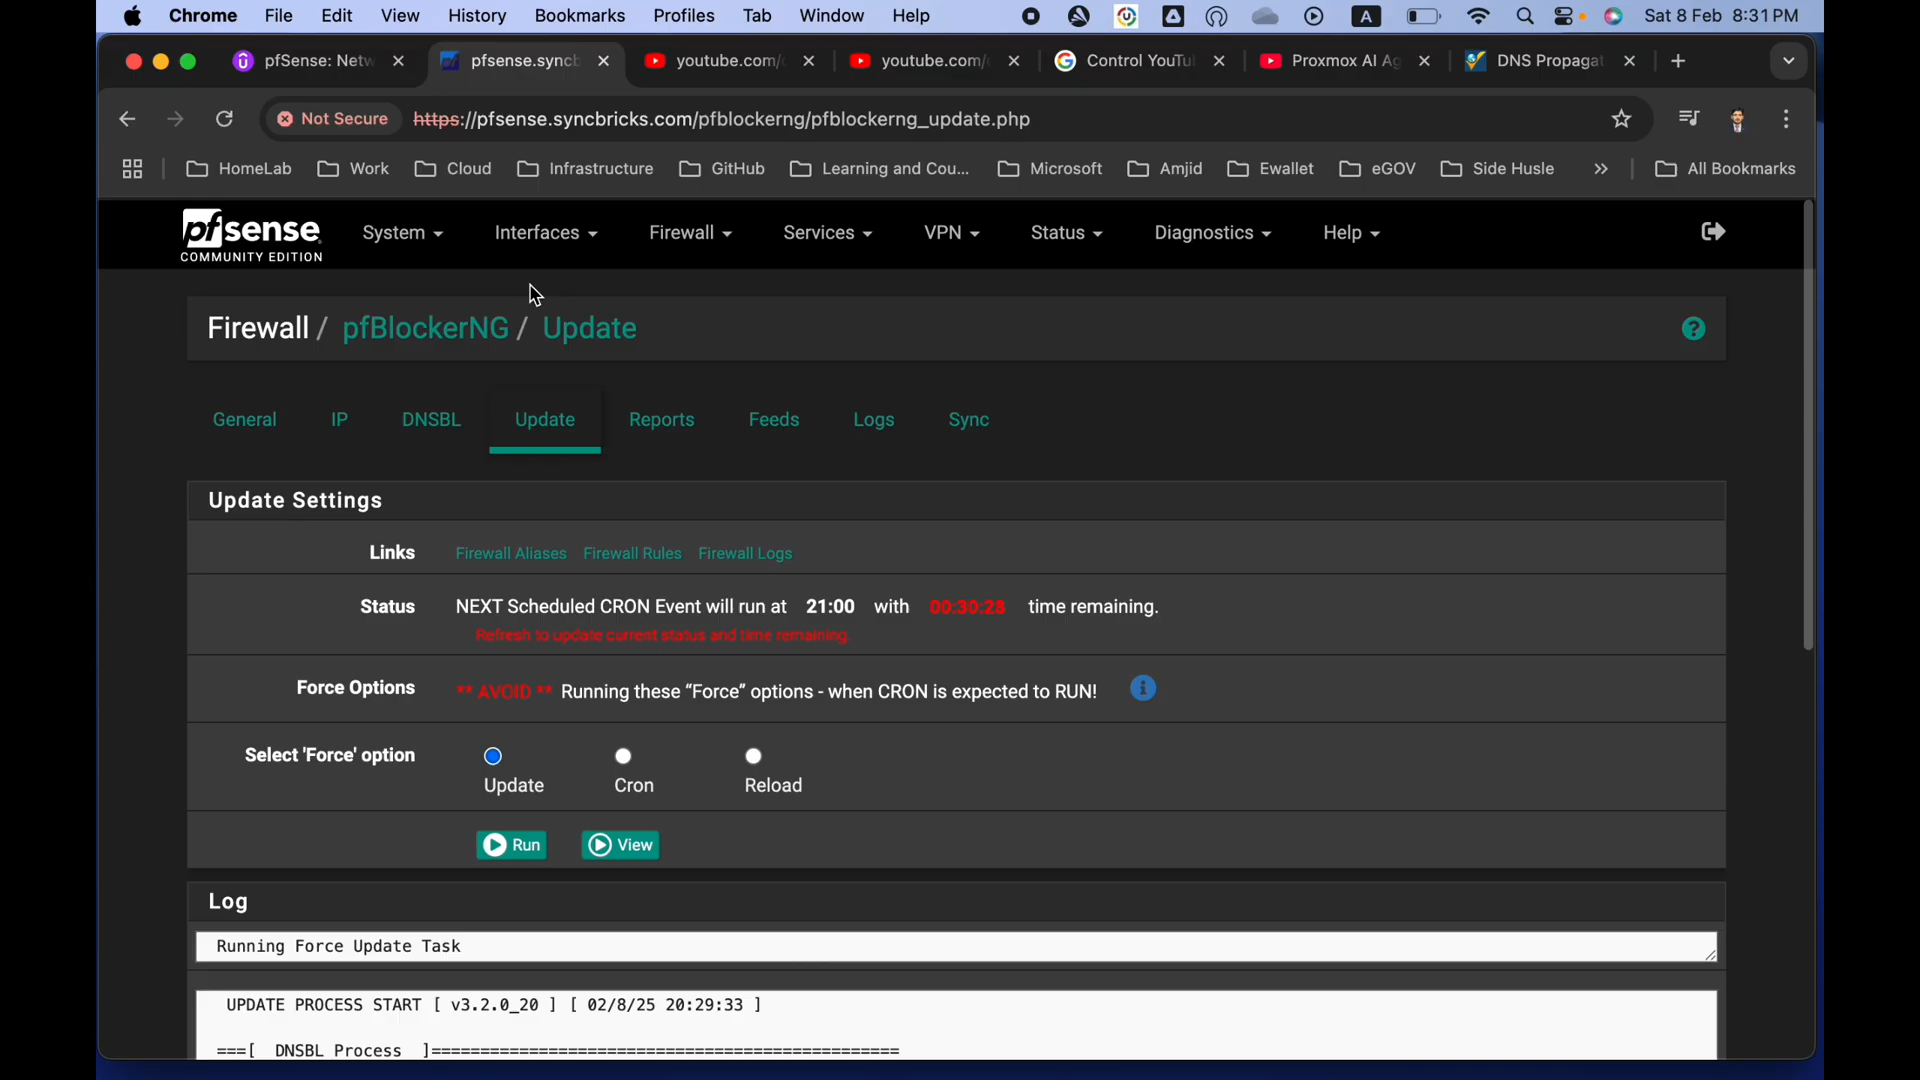 Chrome File Edit View History Bookmarks Profiles Tab Window Help A Sat 8 Feb 8:31 PM
pfSense: Netw pfsense.syncb youtube.com/ youtube.com/ Control YouTu Proxmox AI Ag DNS Propagat
Not Secure https://pfsense.syncbricks.com/pfblockerng/pfblockerng_update.php
HomeLab Work Cloud Infrastructure GitHub Learning and Cou... Microsoft Amjid Ewallet eGOV Side Husle » All Bookmarks
pfsense System Interfaces Firewall Services VPN Status Diagnostics Help
COMMUNITY EDITION
Firewall / pfBlockerNG / Update
General IP DNSBL Update Reports Feeds Logs Sync
Update Settings
Links Firewall Aliases Firewall Rules Firewall Logs
Status NEXT Scheduled CRON Event will run at 21:00 with 00:30:28 time remaining.
Refresh to update current status and time remaining.
Force Options ** AVOID ** Running these “Force” options - when CRON is expected to RUN!
Select 'Force' option
Update Cron Reload
Run View
Log
Running Force Update Task
UPDATE PROCESS START [ v3.2.0_20 ] [ 02/8/25 20:29:33 ]
===[ DNSBL Process ]================================================